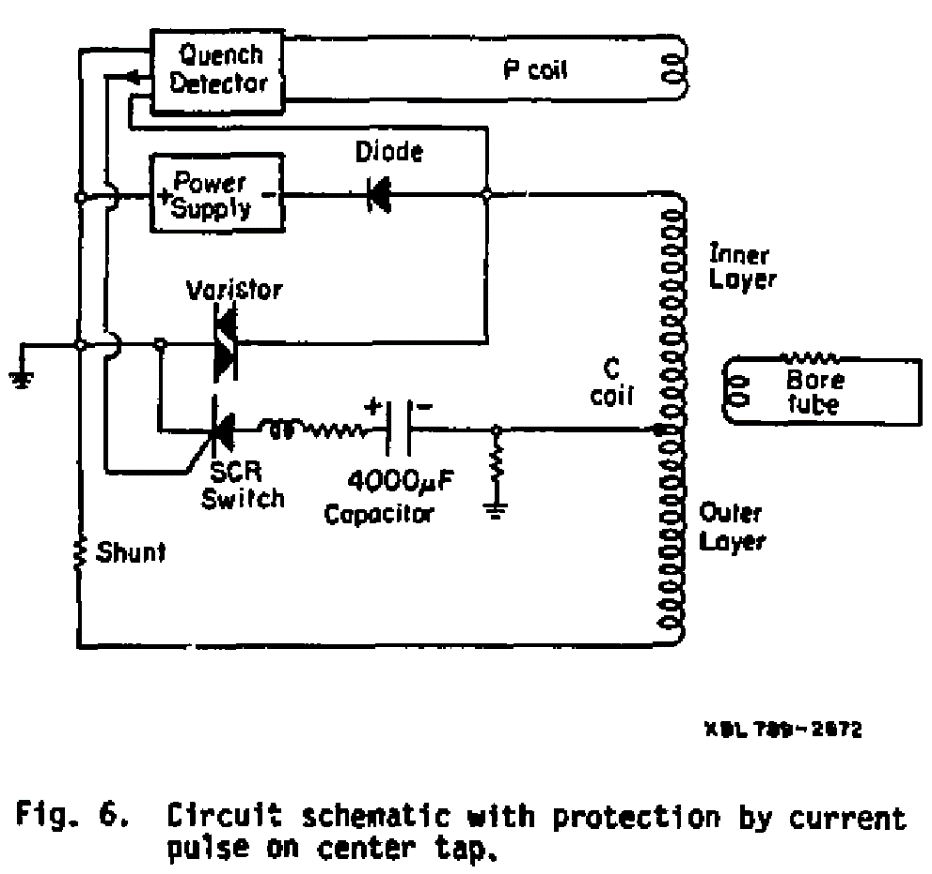 Quench
Detector
P coil
Diode
+ Power -
Supply
Inner
Layer
Varistor
C
coil
Bore
tube
+ -
SCR
Switch
4000µF
Capacitor
Outer
Layer
Shunt
XBL 789-2672
Fig. 6. Circuit schematic with protection by current
pulse on center tap.